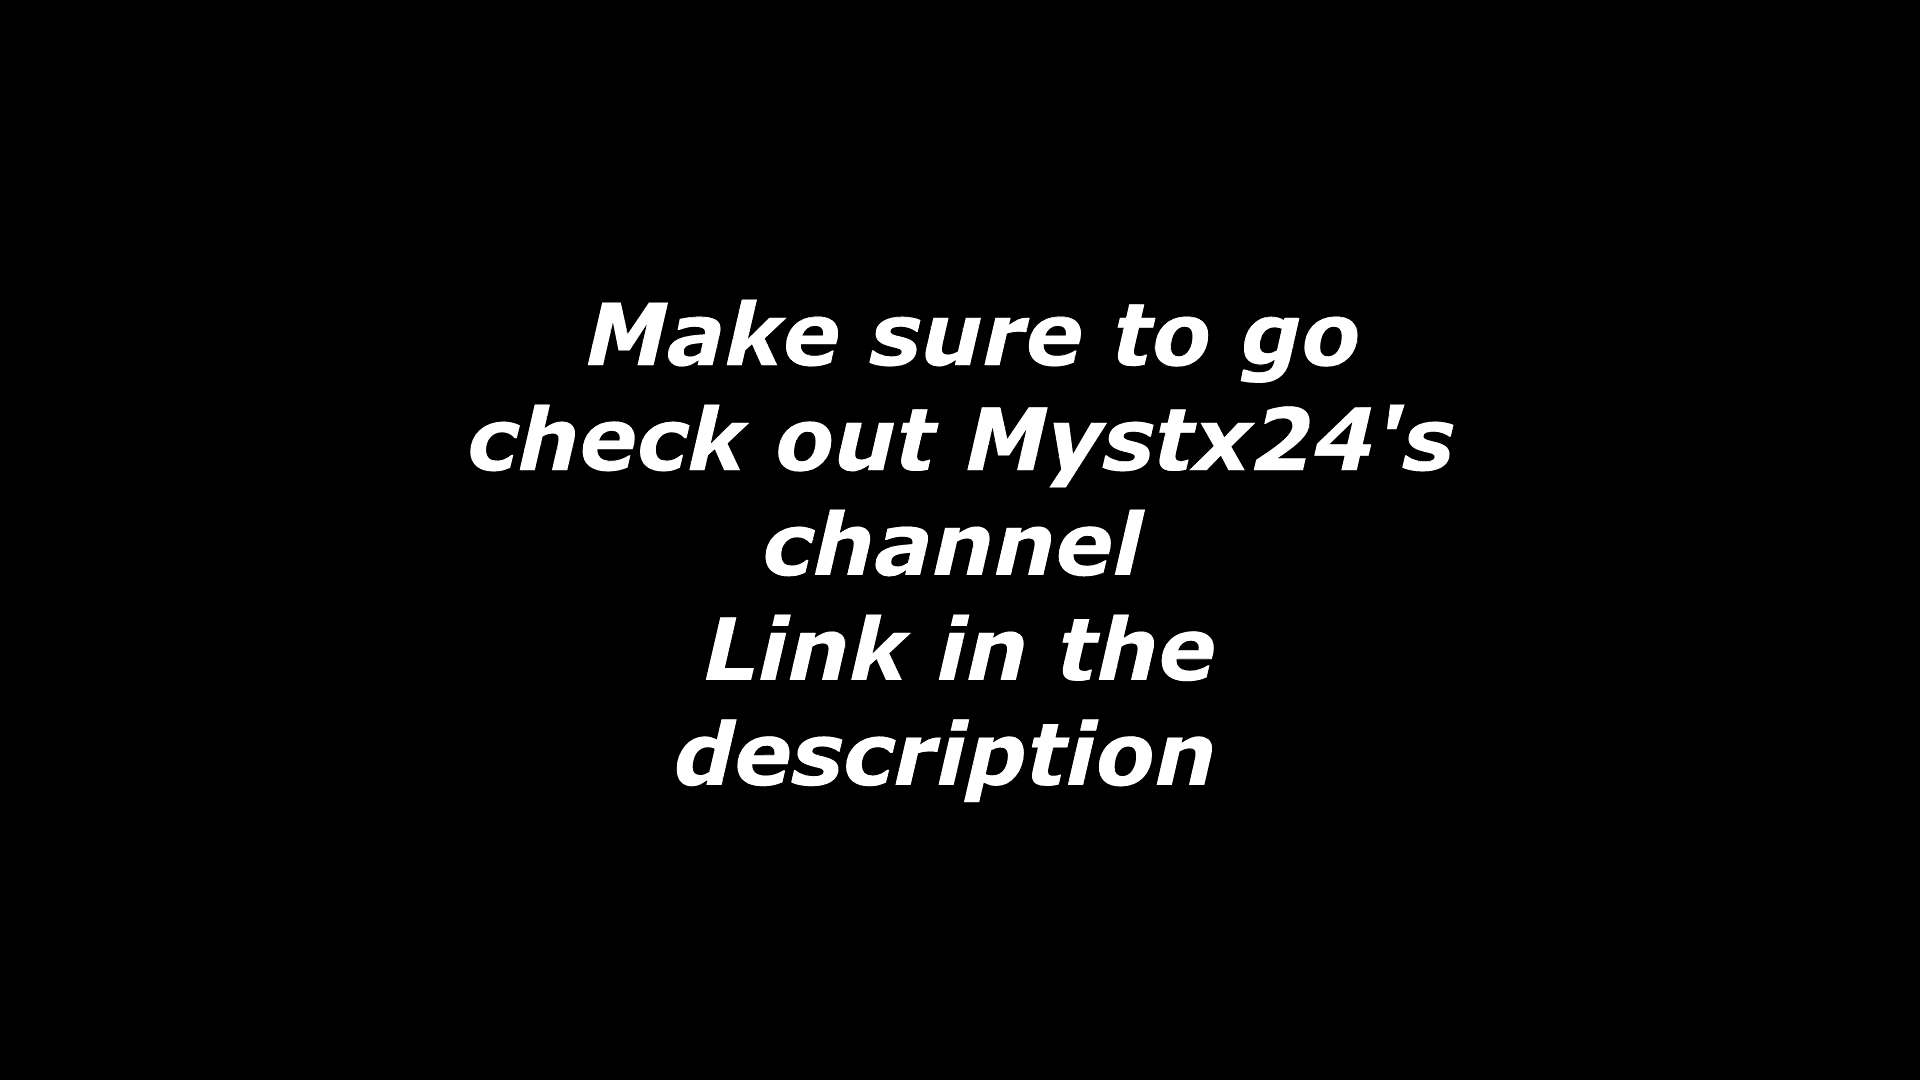 Make sure to go
check out Mystx24's
channel
Link in the
description